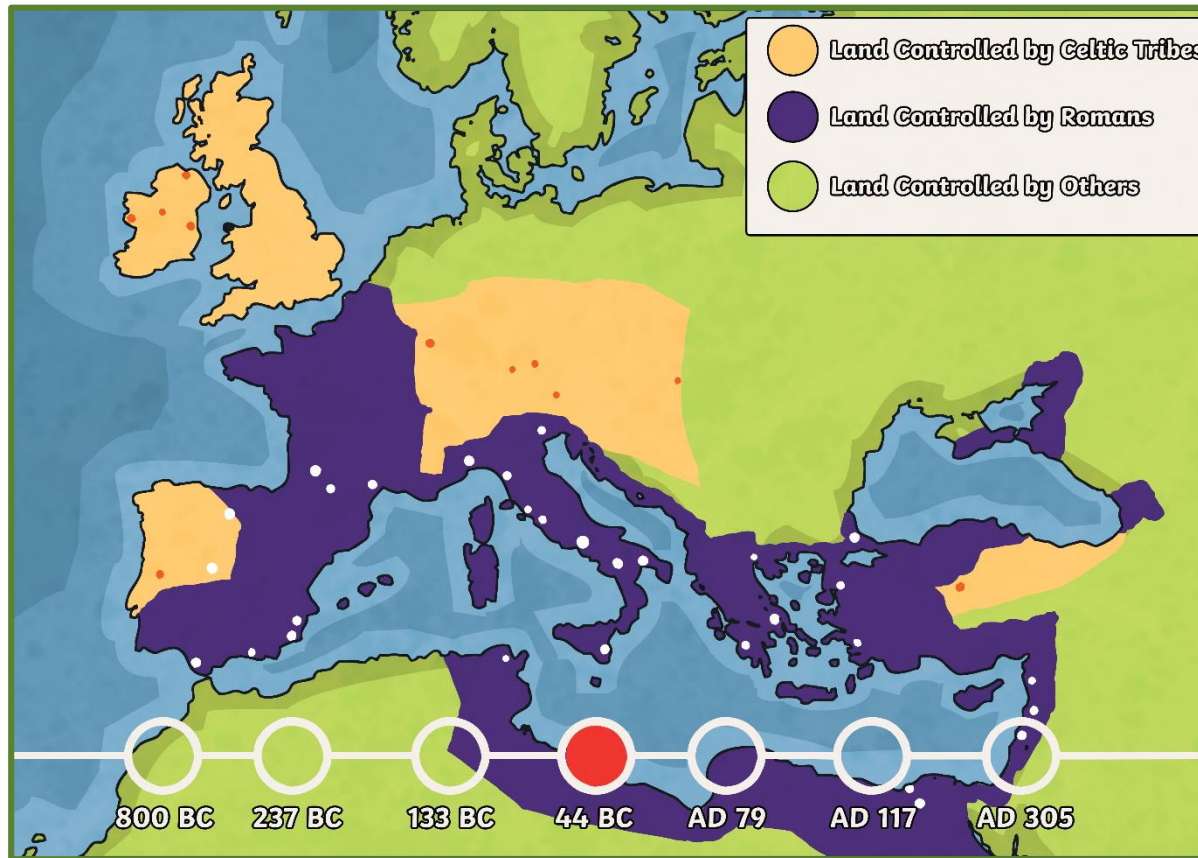 Land Controlled by Celtic Tribes
Land Controlled by Romans
Land Controlled by Others
800 BC
237 BC
133 BC
44 BC
AD 79
AD 117
AD 305